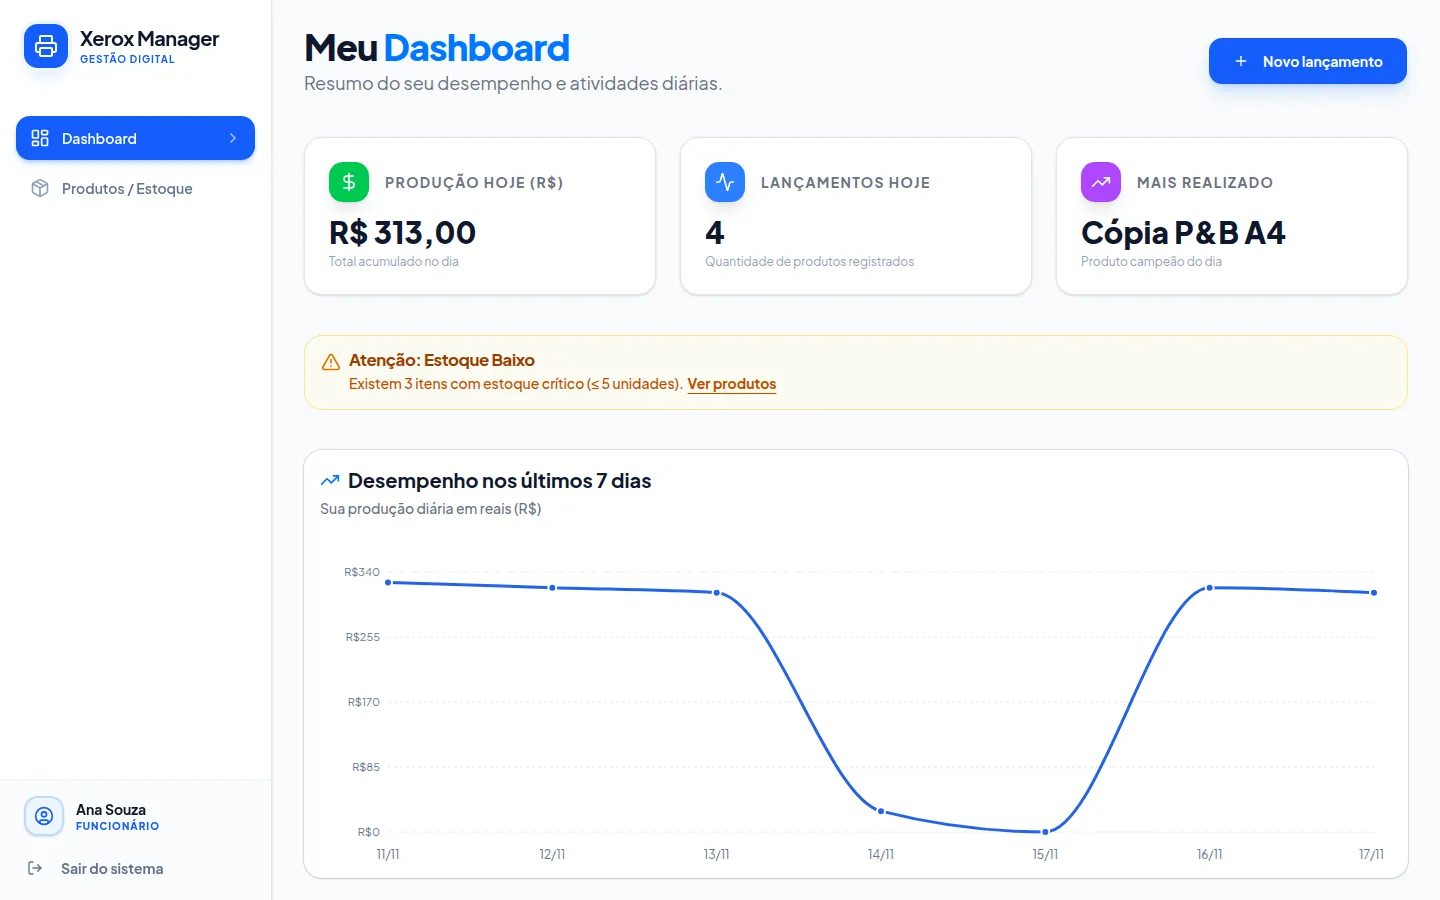 Xerox Manager
GESTÃO DIGITAL
Dashboard
Produtos / Estoque
Ana Souza
FUNCIONÁRIO
Sair do sistema
Meu Dashboard
Resumo do seu desempenho e atividades diárias.
Novo lançamento
PRODUÇÃO HOJE (R$)
R$ 313,00
Total acumulado no dia
LANÇAMENTOS HOJE
4
Quantidade de produtos registrados
MAIS REALIZADO
Cópia P&B A4
Produto campeão do dia
Atenção: Estoque Baixo
Existem 3 itens com estoque crítico (≤ 5 unidades). Ver produtos
Desempenho nos últimos 7 dias
Sua produção diária em reais (R$)
R$340
R$255
R$170
R$85
R$0
11/11 12/11 13/11 14/11 15/11 16/11 17/11